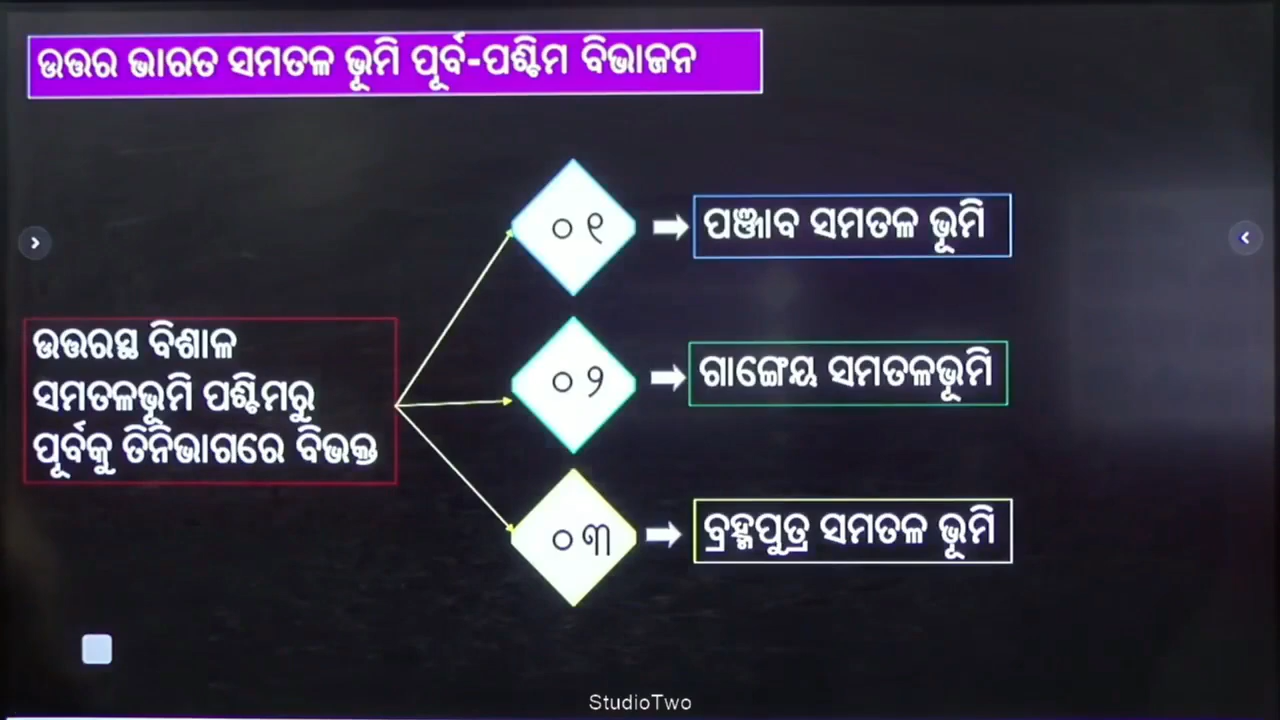 ଉତ୍ତର ଭାରତ ସମତଳ ଭୂମି ପୂର୍ବ-ପଶ୍ଚିମ ବିଭାଜନ
ଉତ୍ତରସ୍ଥ ବିଶାଳ
ସମତଳଭୂମି ପଶ୍ଚିମରୁ
ପୂର୍ବକୁ ତିନିଭାଗରେ ବିଭକ୍ତ
୦୧
ପଞ୍ଜାବ ସମତଳ ଭୂମି
୦୨
ଗାଙ୍ଗେୟ ସମତଳଭୂମି
୦୩
ବ୍ରହ୍ମପୁତ୍ର ସମତଳ ଭୂମି
StudioTwo